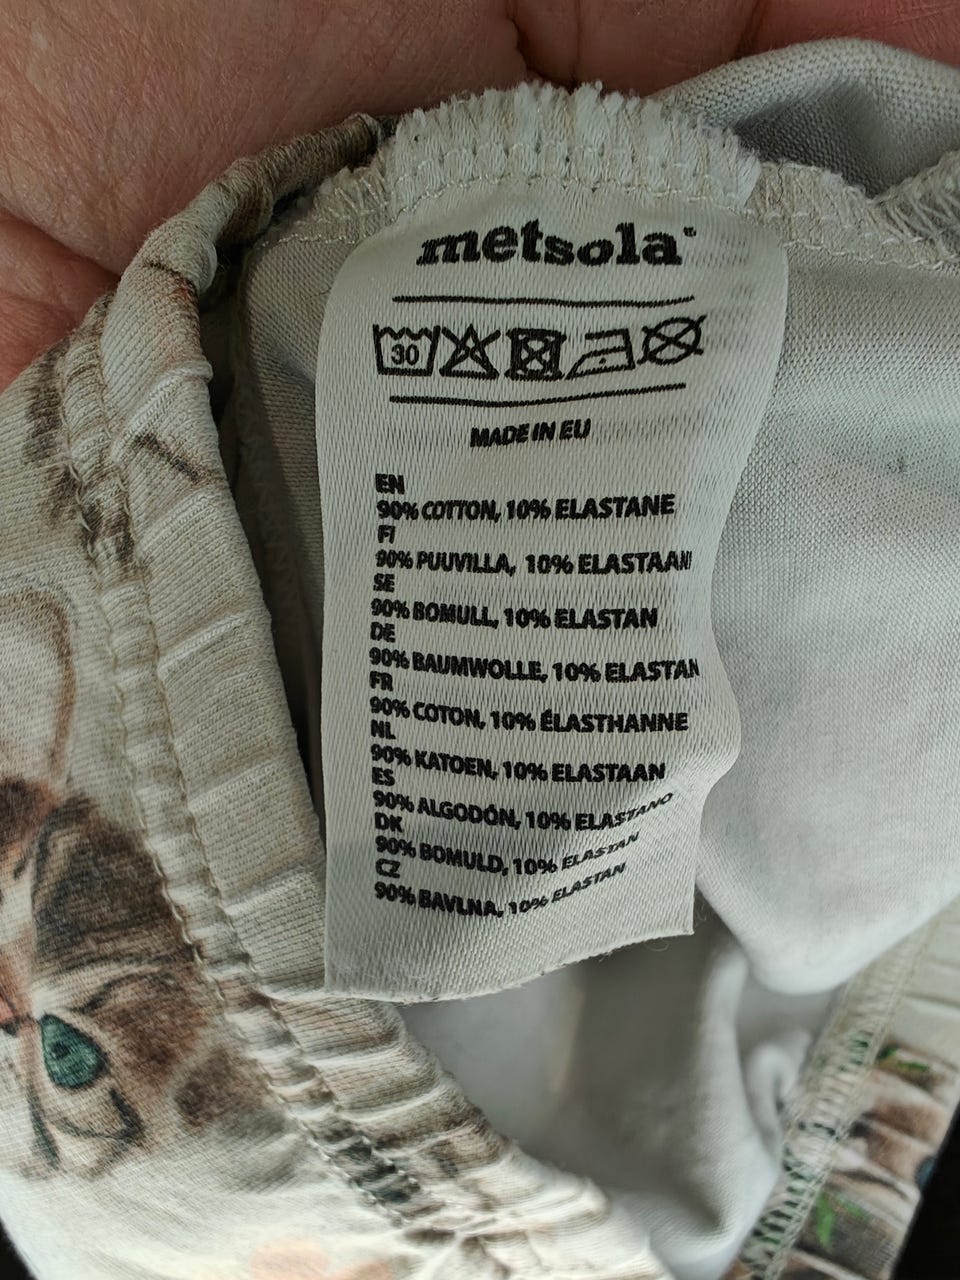 metsola®
30
MADE IN EU
EN
90% COTTON, 10% ELASTANE
FI
90% PUUVILLA, 10% ELASTAANI
SE
90% BOMULL, 10% ELASTAN
DE
90% BAUMWOLLE, 10% ELASTAN
FR
90% COTON, 10% ÉLASTHANNE
NL
90% KATOEN, 10% ELASTAAN
ES
90% ALGODÓN, 10% ELASTANO
DK
90% BOMULD, 10% ELASTAN
CZ
90% BAVLNA, 10% ELASTAN